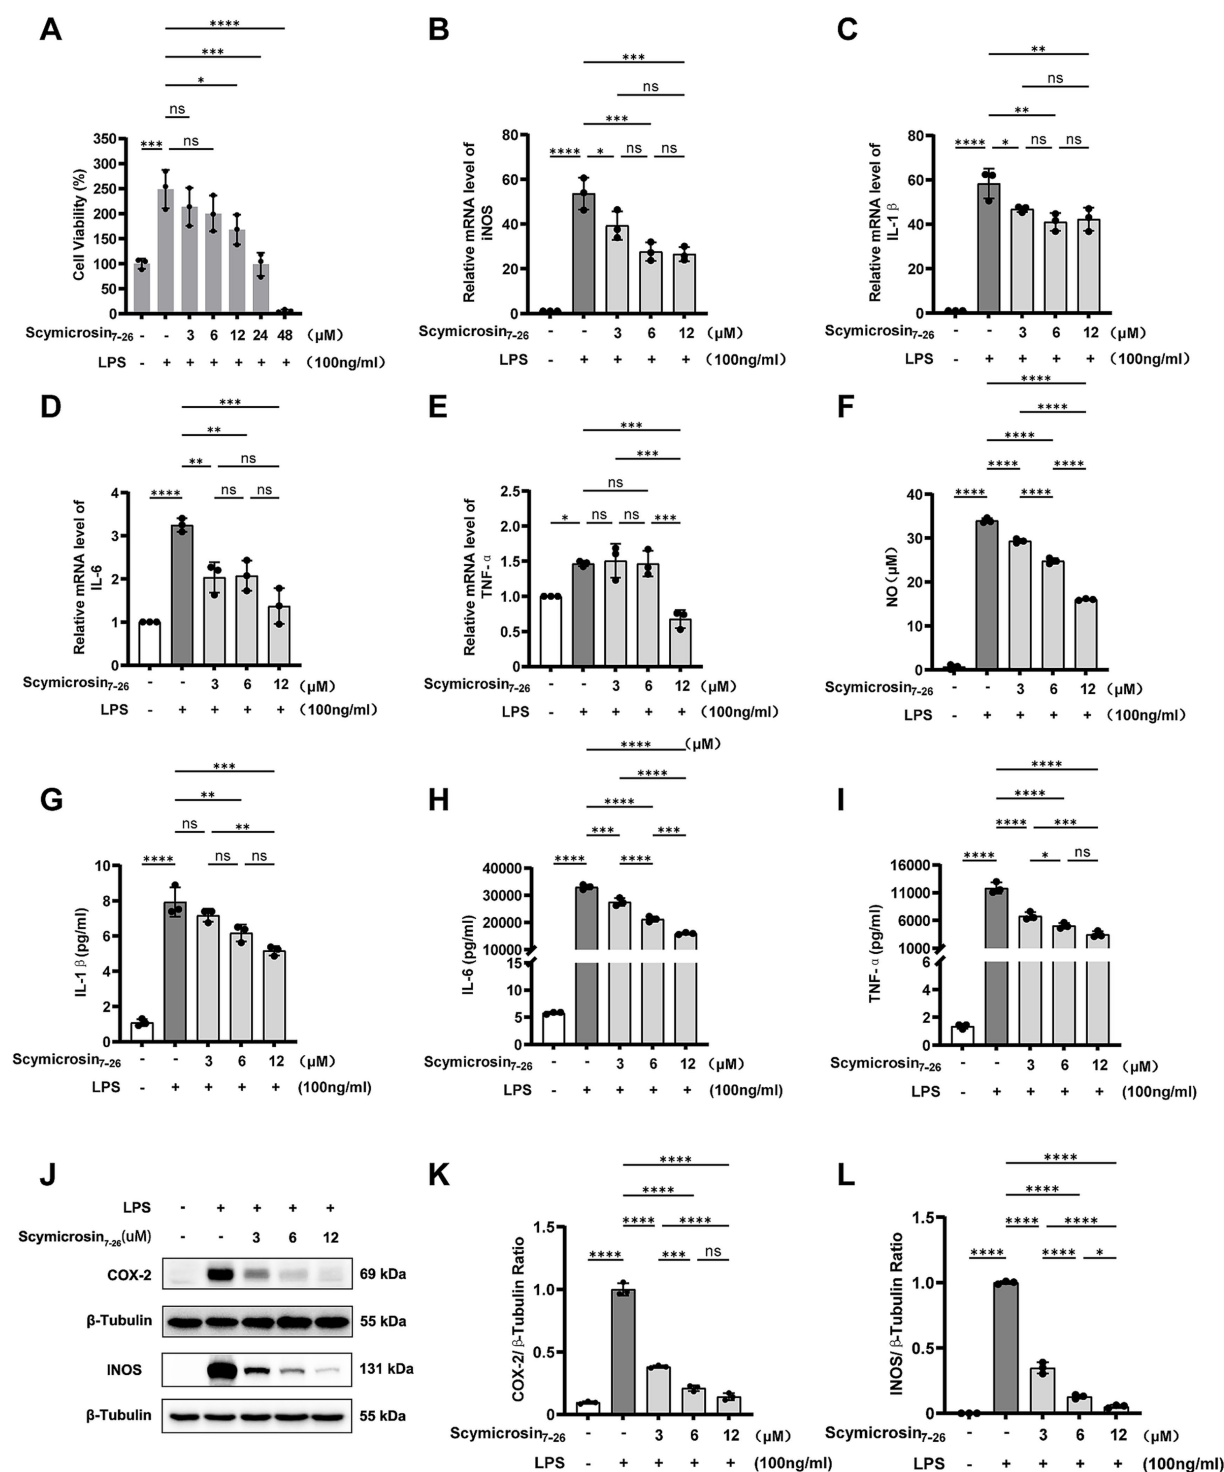 A
****
***
*
ns
*** ns
Cell Viability (%)
350
300
250
200
150
100
50
0
Scymicrosin7-26 - - 3 6 12 24 48 (μM)
LPS - + + + + + + (100ng/ml)
B
***
ns
***
**** * ns ns
Relative mRNA level of
iNOS
80
60
40
20
0
3 6 12 (μM)
- + + + + (100ng/ml)
C
**
ns
**
**** * ns ns
Relative mRNA level of
IL-1 β
80
60
40
20
0
3 6 12 (μM)
+ + + + (100ng/ml)
D
***
**
** ns
**** ns ns
Relative mRNA level of
IL-6
4
3
2
1
0
Scymicrosin7-26 - - 3 6 12 (μM)
LPS - + + + + (100ng/ml)
E
***
***
ns
* ns ns ***
Relative mRNA level of
TNF-α
2.5
2.0
1.5
1.0
0.5
0
Scymicrosin7-26 - - 3 6 12 (μM)
LPS - + + + + (100ng/ml)
F
****
****
****
**** ****
**** ****
NO(μM)
40
30
20
10
0
Scymicrosin7-26 - - 3 6 12 (μM)
LPS - + + + + (100ng/ml)
G
***
**
ns **
**** ns ns
IL-1 β (pg/ml)
10
8
6
4
2
0
Scymicrosin7-26 - - 3 6 12 (μM)
LPS - + + + + (100ng/ml)
H
**** (μM)
****
****
*** ***
**** ****
IL-6 (pg/ml)
40000
30000
20000
10000
15
10
5
0
Scymicrosin7-26 - - 3 6 12 (μM)
LPS - + + + + (100ng/ml)
I
****
****
**** ***
**** * ns
TNF-α (pg/ml)
16000
11000
6000
1000
6
4
2
0
Scymicrosin7-26 - - 3 6 12 (μM)
LPS - + + + + (100ng/ml)
J
LPS - + + + +
Scymicrosin7-26(uM) - - 3 6 12
COX-2 69 kDa
β-Tubulin 55 kDa
INOS 131 kDa
β-Tubulin 55 kDa
K
****
****
**** ****
**** *** ns
COX-2/ β-Tubulin Ratio
1.5
1.0
0.5
0
Scymicrosin7-26 - - 3 6 12 (μM)
LPS - + + + + (100ng/ml)
L
****
****
**** ****
**** **** *
INOS/ β-Tubulin Ratio
1.5
1.0
0.5
0
Scymicrosin7-26 - - 3 6 12 (μM)
LPS - + + + + (100ng/ml)